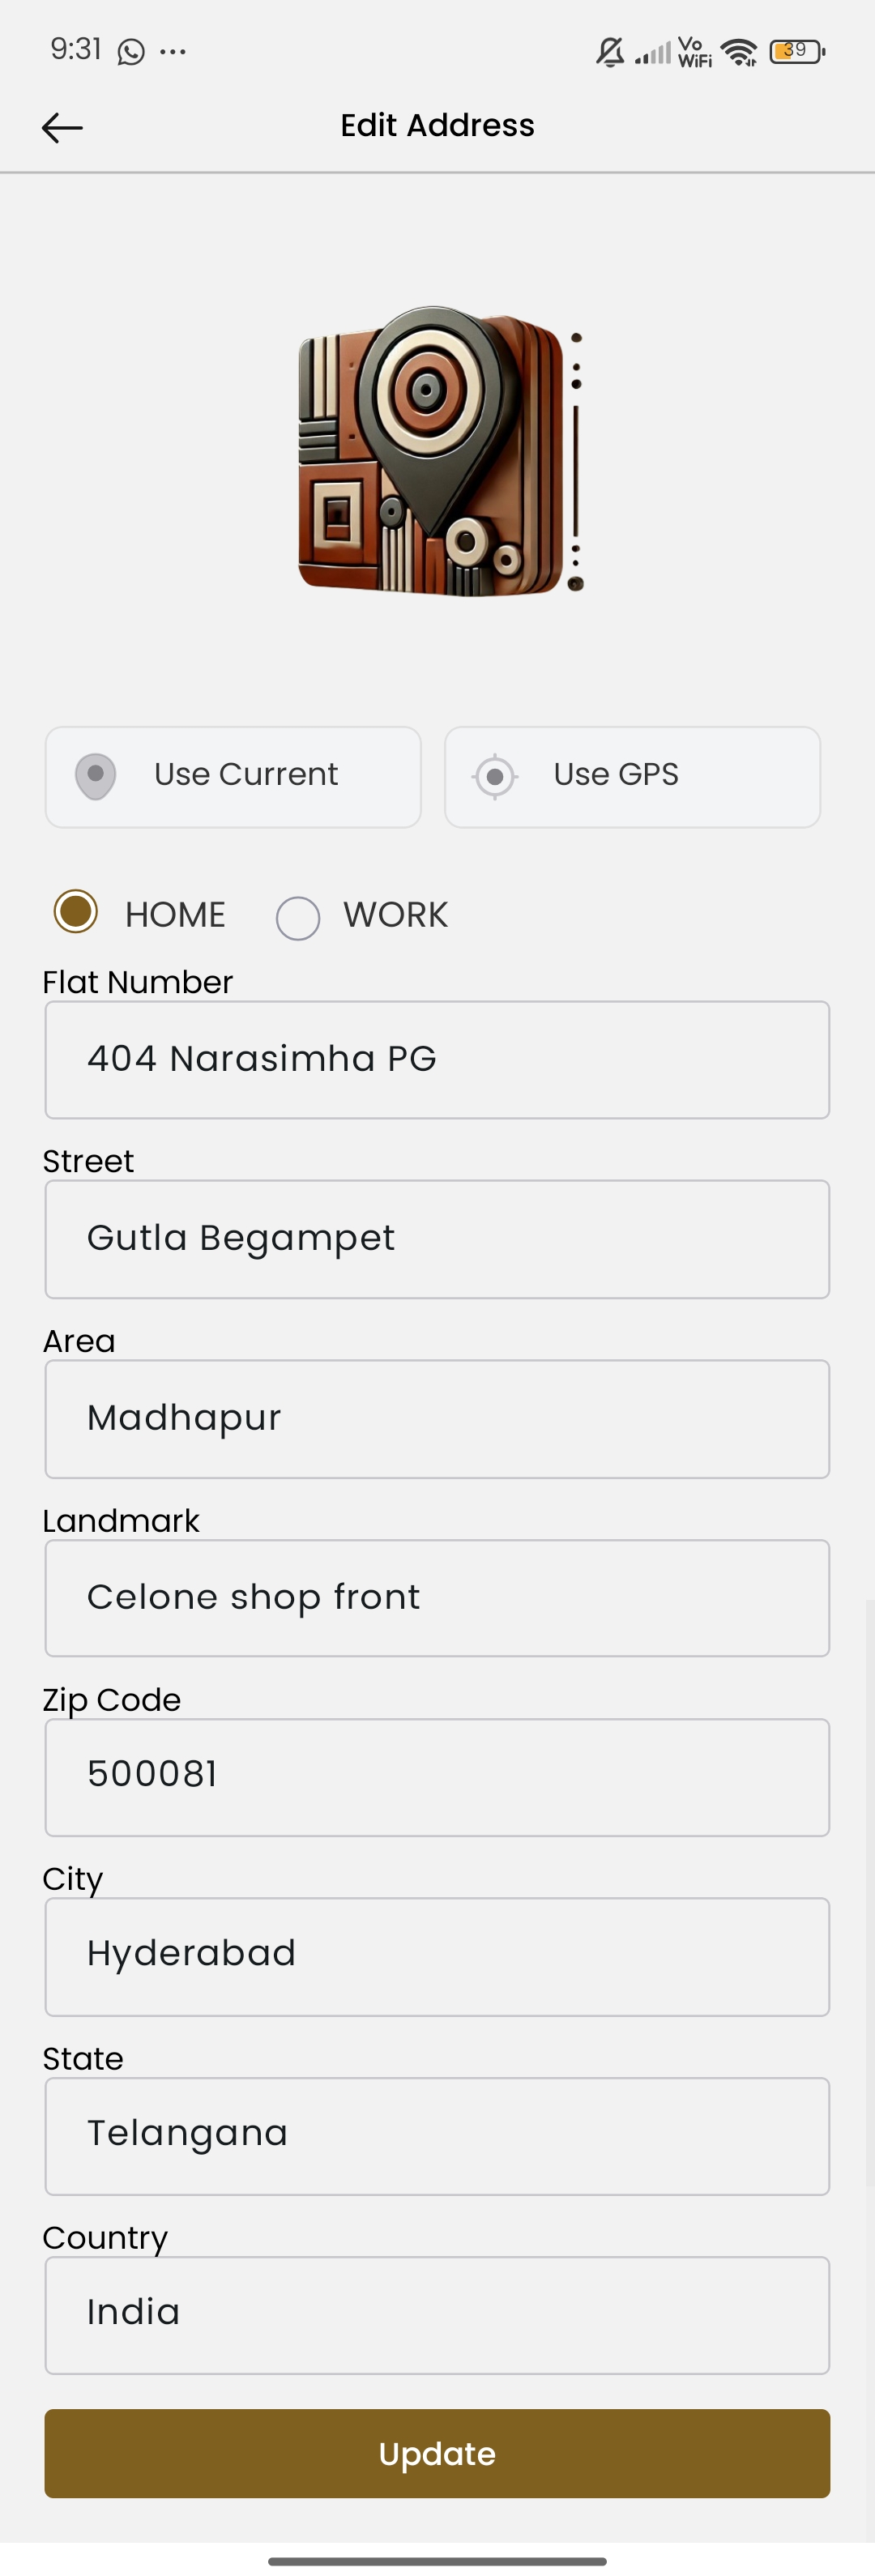 9:31 ... Vo WiFi 39
Edit Address
Use Current Use GPS
HOME WORK
Flat Number
404 Narasimha PG
Street
Gutla Begampet
Area
Madhapur
Landmark
Celone shop front
Zip Code
500081
City
Hyderabad
State
Telangana
Country
India
Update